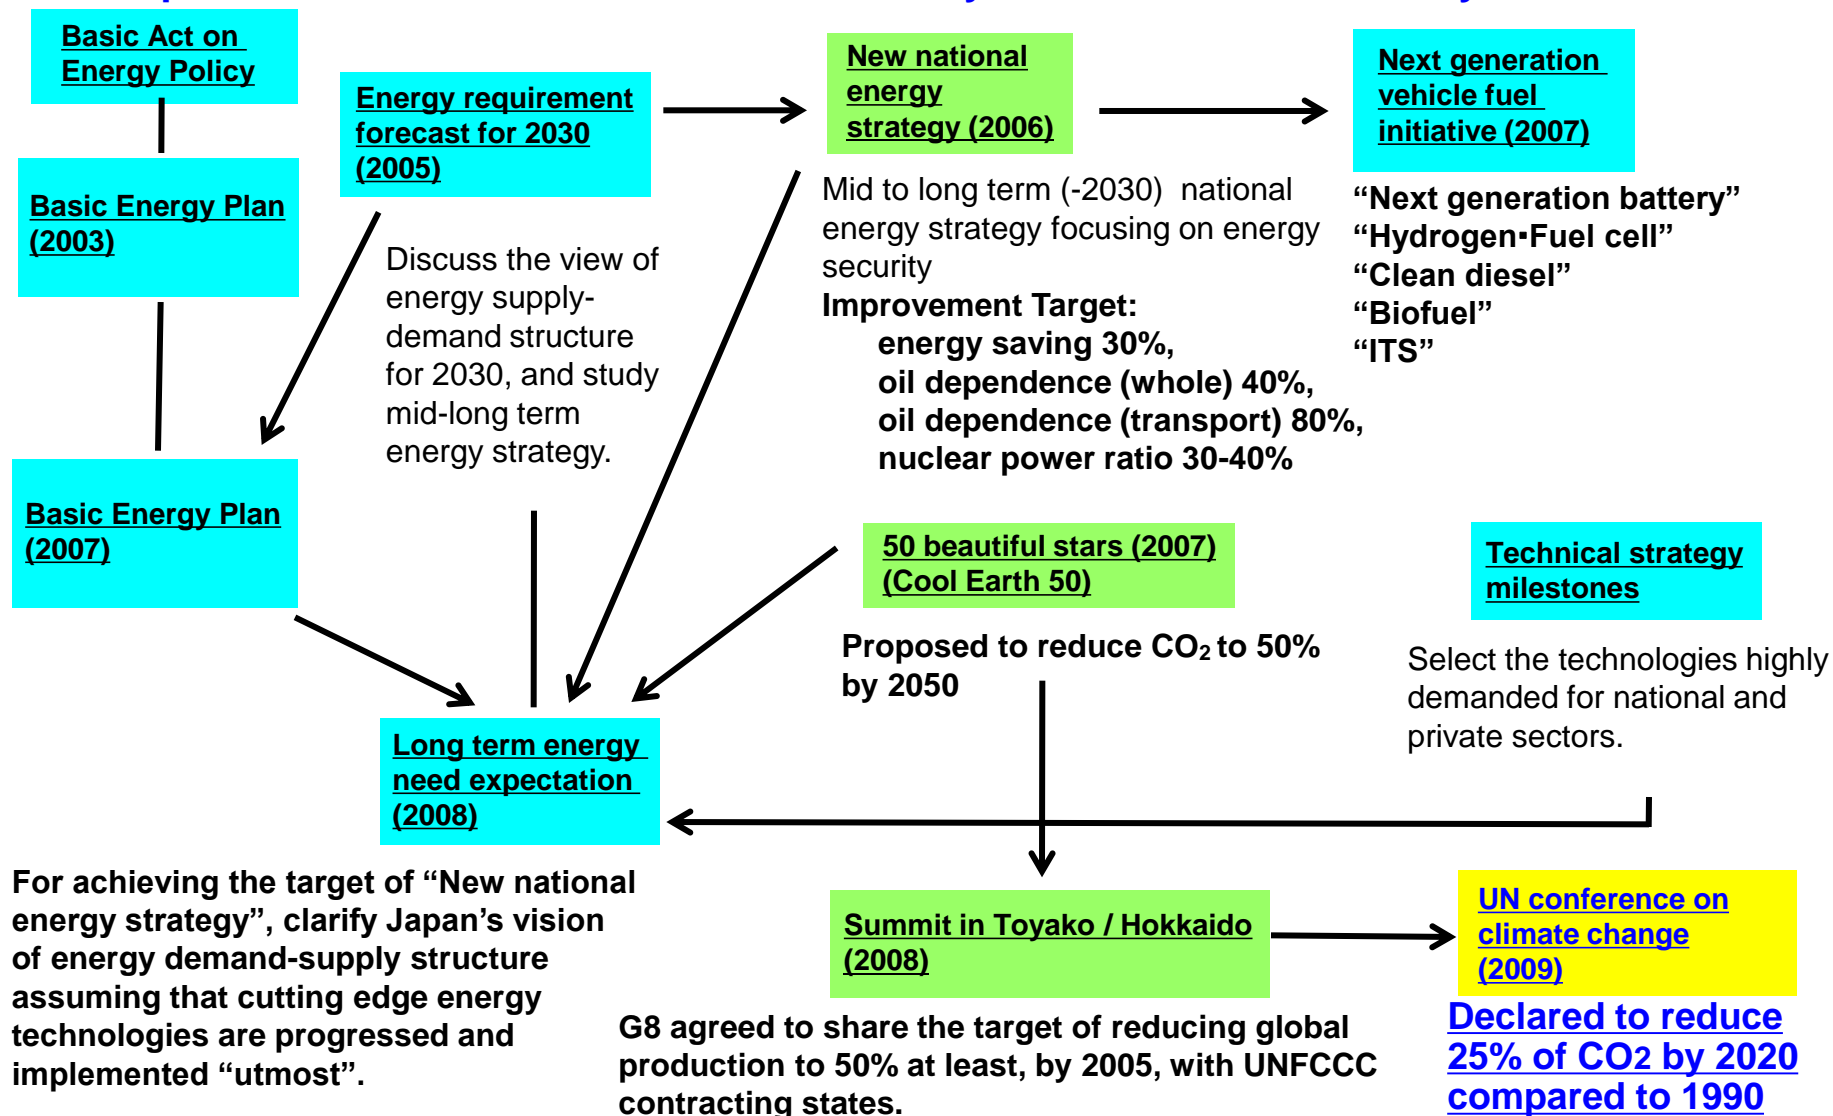 Basic Act on
Energy Policy
Energy requirement
forecast for 2030
(2005)
New national
energy
strategy (2006)
Next generation
vehicle fuel
initiative (2007)
Basic Energy Plan
(2003)
Discuss the view of
energy supply-
demand structure
for 2030, and study
mid-long term
energy strategy.
Mid to long term (-2030) national
energy strategy focusing on energy
security
Improvement Target:
energy saving 30%,
oil dependence (whole) 40%,
oil dependence (transport) 80%,
nuclear power ratio 30-40%
“Next generation battery”
“Hydrogen▪Fuel cell”
“Clean diesel”
“Biofuel”
“ITS”
Basic Energy Plan
(2007)
50 beautiful stars (2007)
(Cool Earth 50)
Proposed to reduce CO2 to 50%
by 2050
Technical strategy
milestones
Select the technologies highly
demanded for national and
private sectors.
Long term energy
need expectation
(2008)
For achieving the target of “New national
energy strategy”, clarify Japan’s vision
of energy demand-supply structure
assuming that cutting edge energy
technologies are progressed and
implemented “utmost”.
Summit in Toyako / Hokkaido
(2008)
G8 agreed to share the target of reducing global
production to 50% at least, by 2005, with UNFCCC
contracting states.
UN conference on
climate change
(2009)
Declared to reduce
25% of CO2 by 2020
compared to 1990